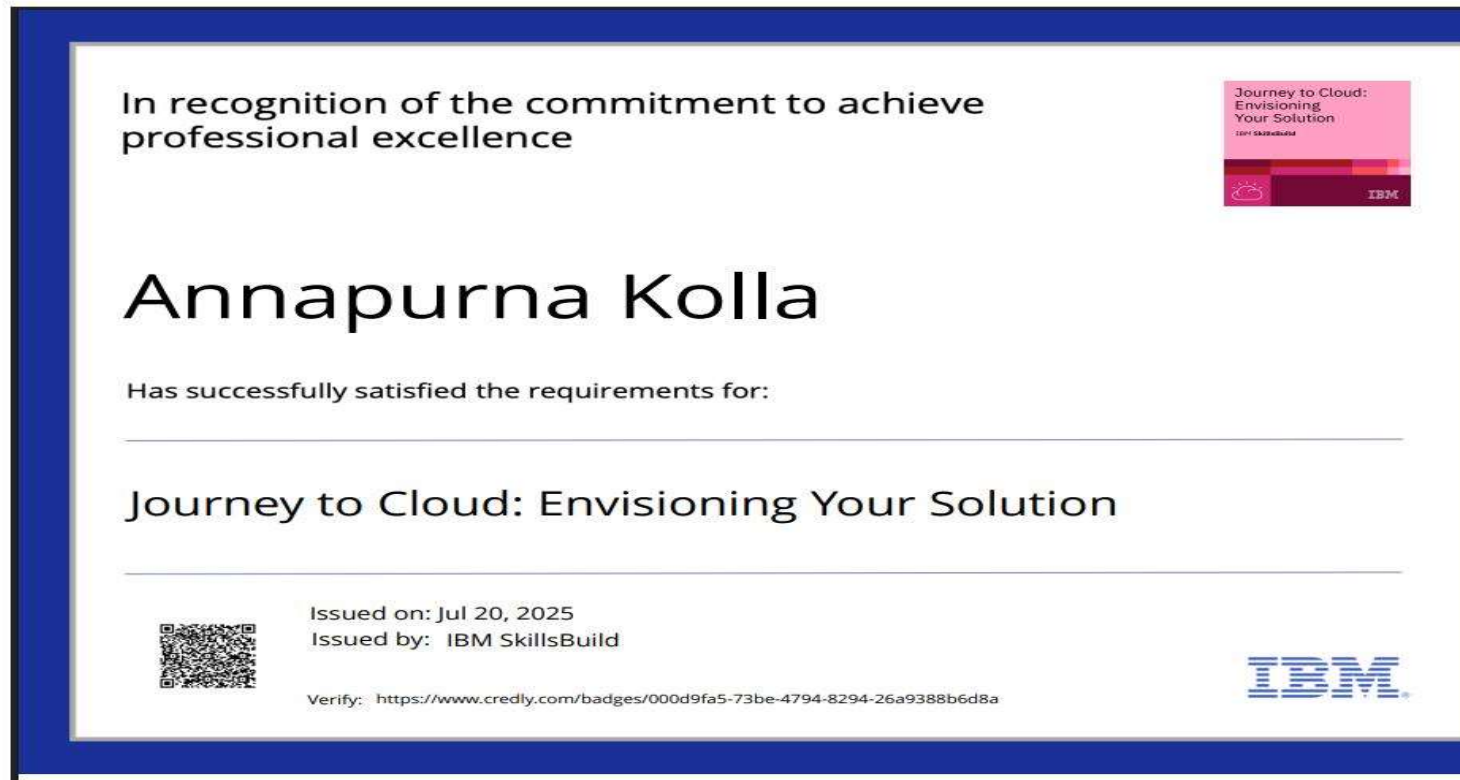 In recognition of the commitment to achieve
professional excellence
Journey to Cloud:
Envisioning
Your Solution
IBM SkillsBuild
IBM
Annapurna Kolla
Has successfully satisfied the requirements for:
Journey to Cloud: Envisioning Your Solution
Issued on: Jul 20, 2025
Issued by: IBM SkillsBuild
Verify: https://www.credly.com/badges/000d9fa5-73be-4794-8294-26a9388b6d8a
IBM.